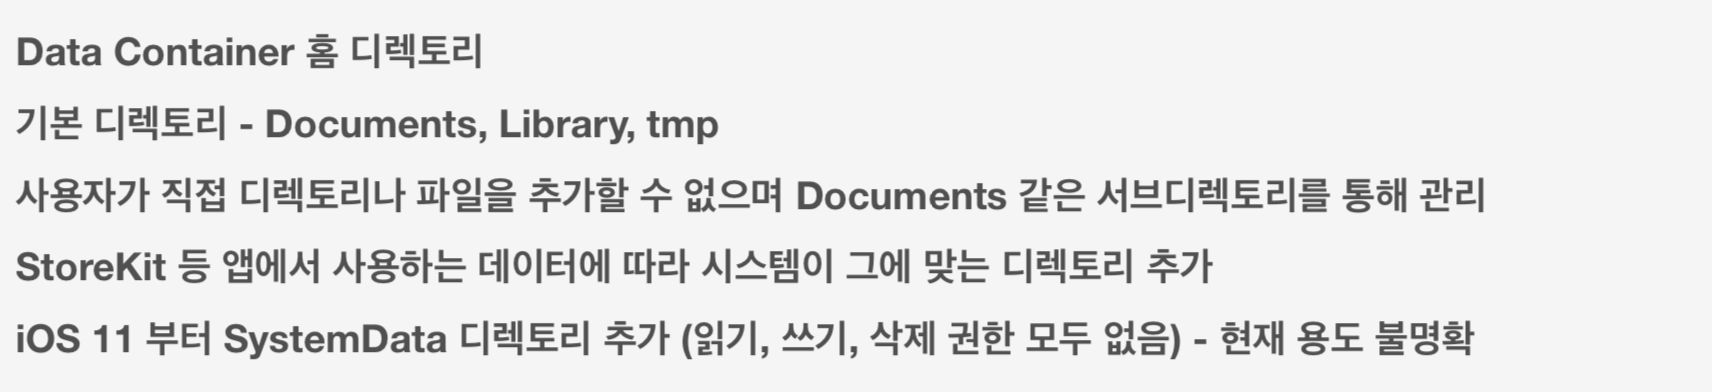 Data Container 홈 디렉토리
기본 디렉토리 - Documents, Library, tmp
사용자가 직접 디렉토리나 파일을 추가할 수 없으며 Documents 같은 서브디렉토리를 통해 관리
StoreKit 등 앱에서 사용하는 데이터에 따라 시스템이 그에 맞는 디렉토리 추가
iOS 11 부터 SystemData 디렉토리 추가 (읽기, 쓰기, 삭제 권한 모두 없음) - 현재 용도 불명확